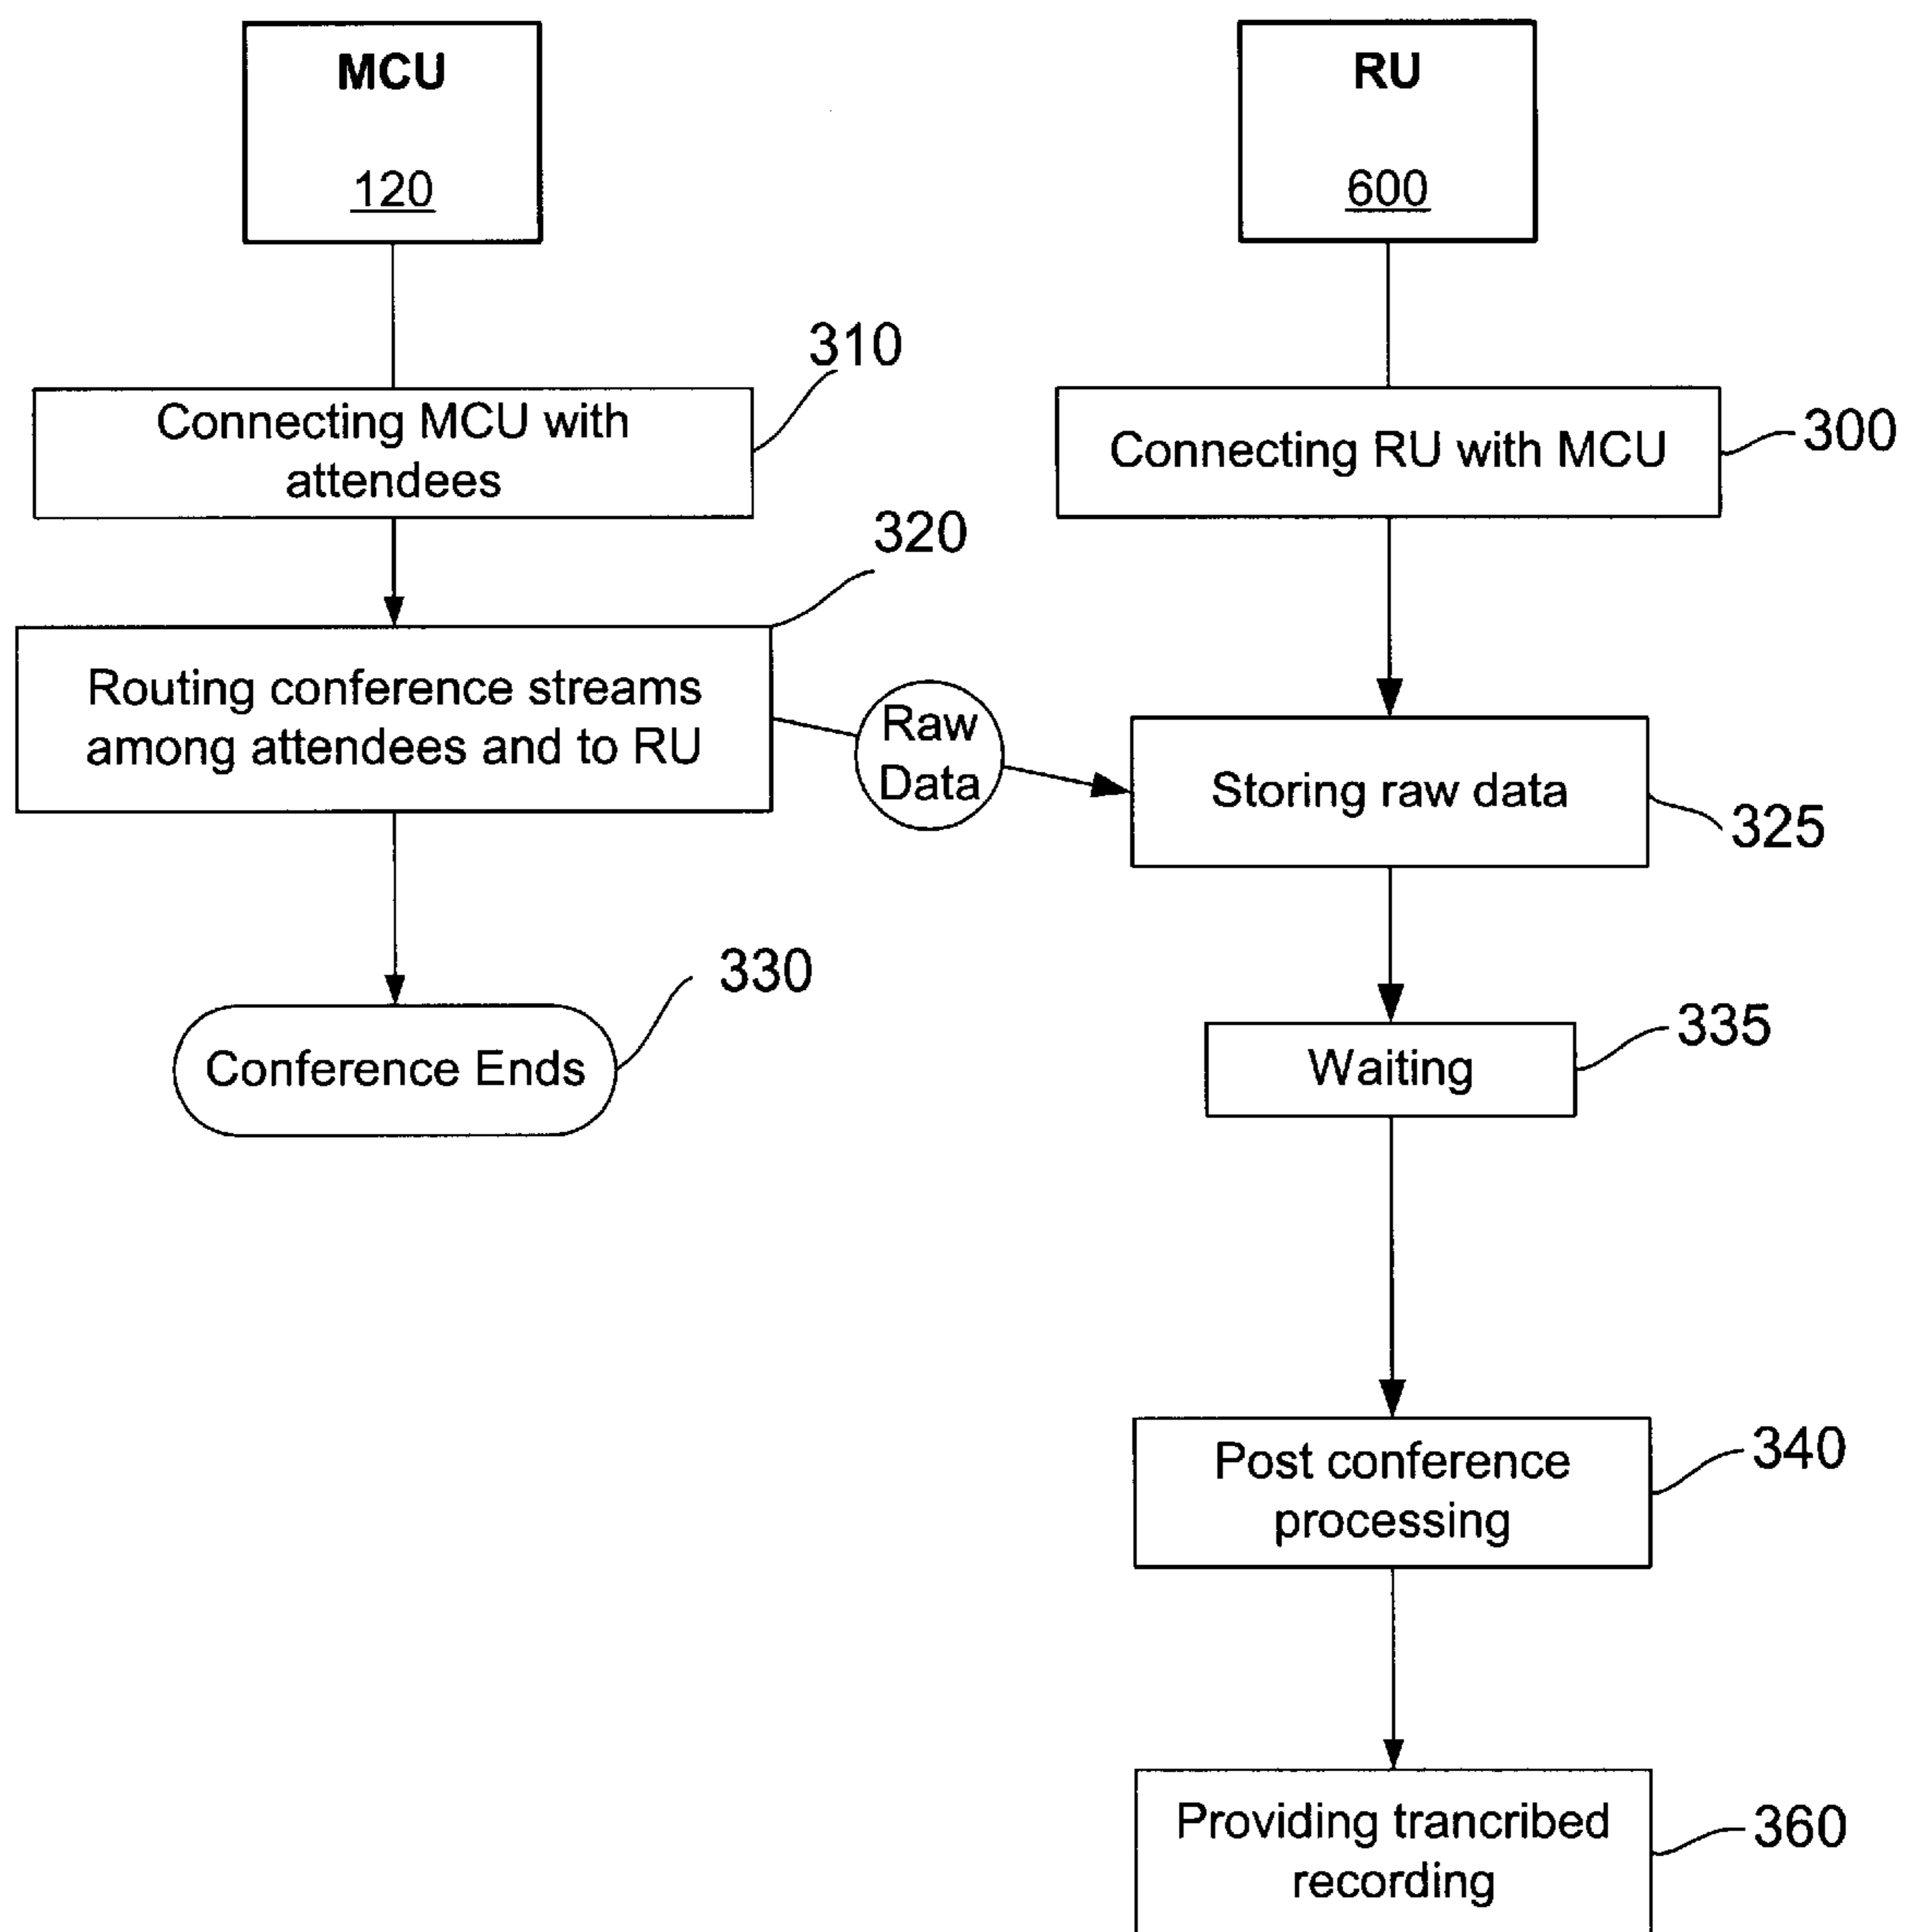 MCU
120
RU
600
310
Connecting MCU with
attendees
300
Connecting RU with MCU
320
Routing conference streams
among attendees and to RU
Raw
Data
Storing raw data
325
330
Conference Ends
335
Waiting
340
Post conference
processing
360
Providing trancribed
recording